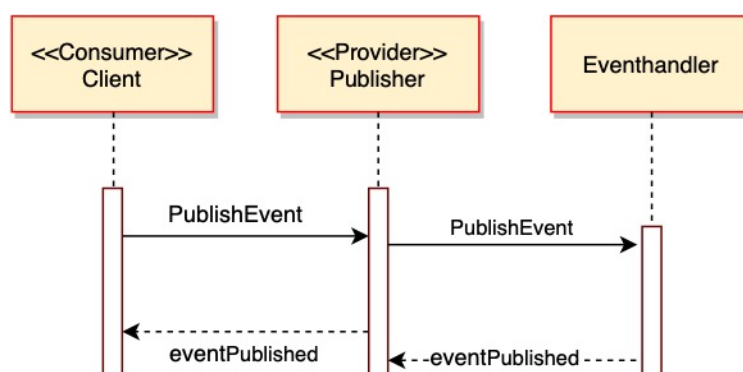 <<Consumer>>
Client
<<Provider>>
Publisher
Eventhandler
PublishEvent
PublishEvent
eventPublished
eventPublished